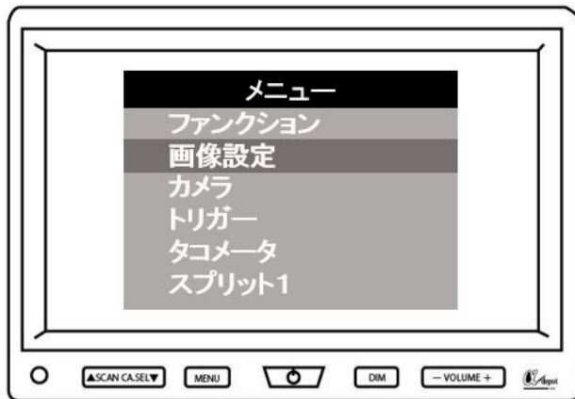 メニュー
ファンクション
画像設定
カメラ
トリガー
タコメータ
スプリット1
▲SCAN CA.SEL▼ MENU DIM － VOLUME ＋